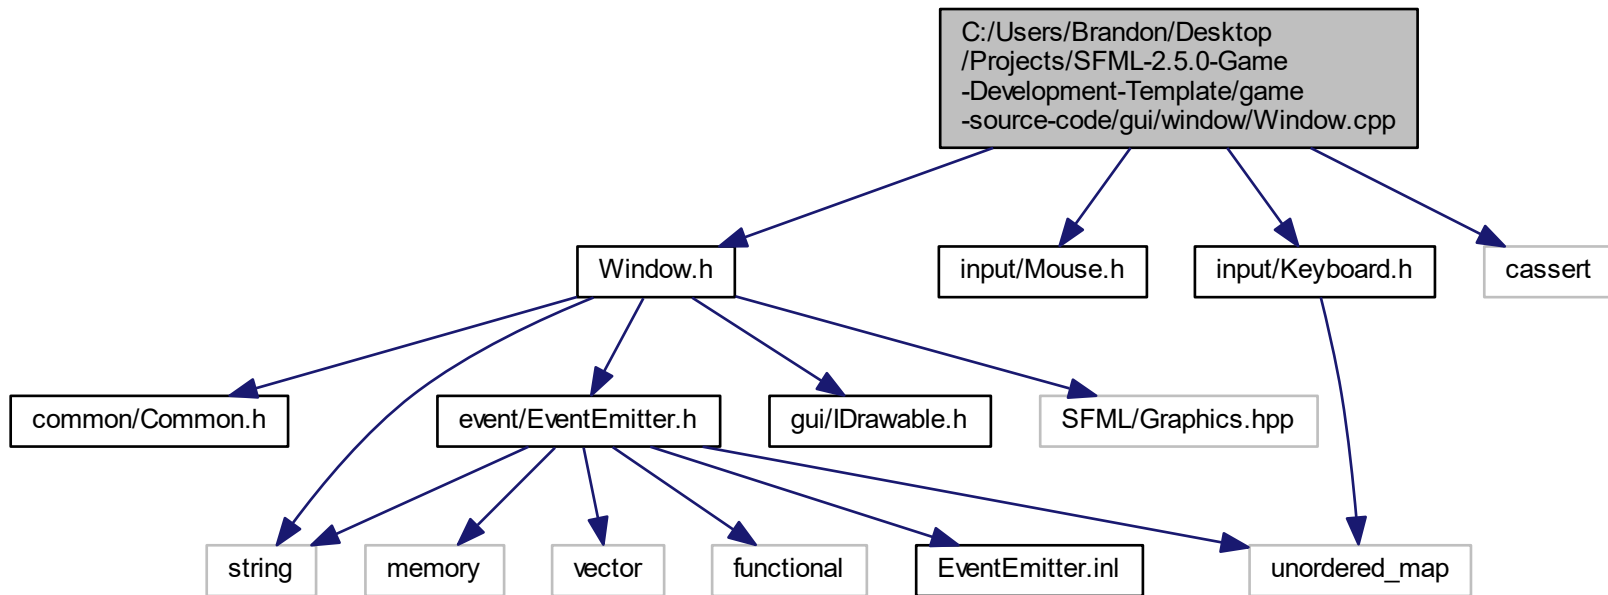 C:/Users/Brandon/Desktop
/Projects/SFML-2.5.0-Game
-Development-Template/game
-source-code/gui/window/Window.cpp
Window.h
input/Mouse.h
input/Keyboard.h
cassert
common/Common.h
event/EventEmitter.h
gui/IDrawable.h
SFML/Graphics.hpp
string
memory
vector
functional
EventEmitter.inl
unordered_map